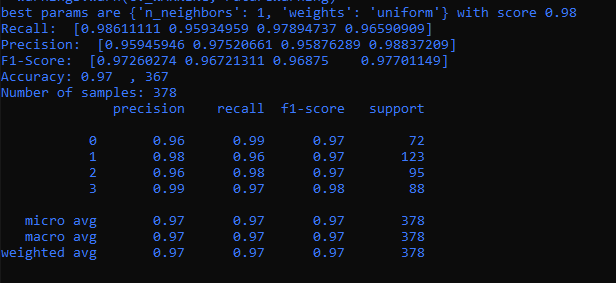 best params are {'n_neighbors': 1, 'weights': 'uniform'} with score 0.98
Recall:  [0.98611111 0.95934959 0.97894737 0.96590909]
Precision:  [0.95945946 0.97520661 0.95876289 0.98837209]
F1-Score:  [0.97260274 0.96721311 0.96875    0.97701149]
Accuracy: 0.97  , 367
Number of samples: 378
precision    recall  f1-score   support
0       0.96      0.99      0.97        72
1       0.98      0.96      0.97       123
2       0.96      0.98      0.97        95
3       0.99      0.97      0.98        88
micro avg       0.97      0.97      0.97       378
macro avg       0.97      0.97      0.97       378
weighted avg       0.97      0.97      0.97       378